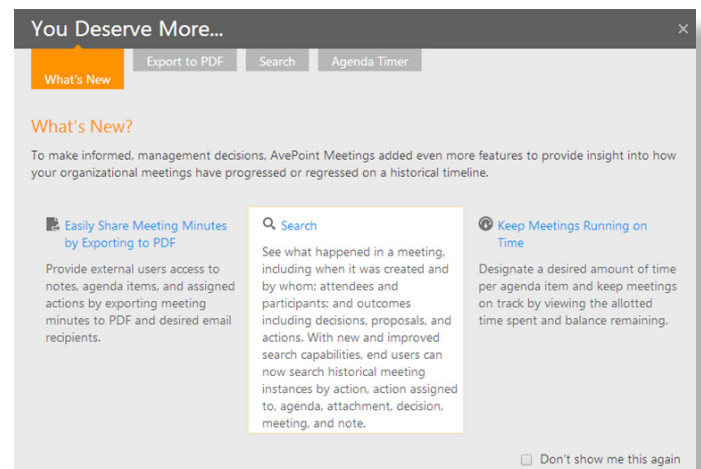 You Deserve More...
What's New
Export to PDF
Search
Agenda Timer
What's New?
To make informed, management decisions, AvePoint Meetings added even more features to provide insight into how
your organizational meetings have progressed or regressed on a historical timeline.
Easily Share Meeting Minutes
by Exporting to PDF
Provide external users access to
notes, agenda items, and assigned
actions by exporting meeting
minutes to PDF and desired email
recipients.
Search
See what happened in a meeting,
including when it was created and
by whom; attendees and
participants; and outcomes
including decisions, proposals, and
actions. With new and improved
search capabilities, end users can
now search historical meeting
instances by action, action assigned
to, agenda, attachment, decision,
meeting, and note.
Keep Meetings Running on
Time
Designate a desired amount of time
per agenda item and keep meetings
on track by viewing the allotted
time spent and balance remaining.
Don't show me this again